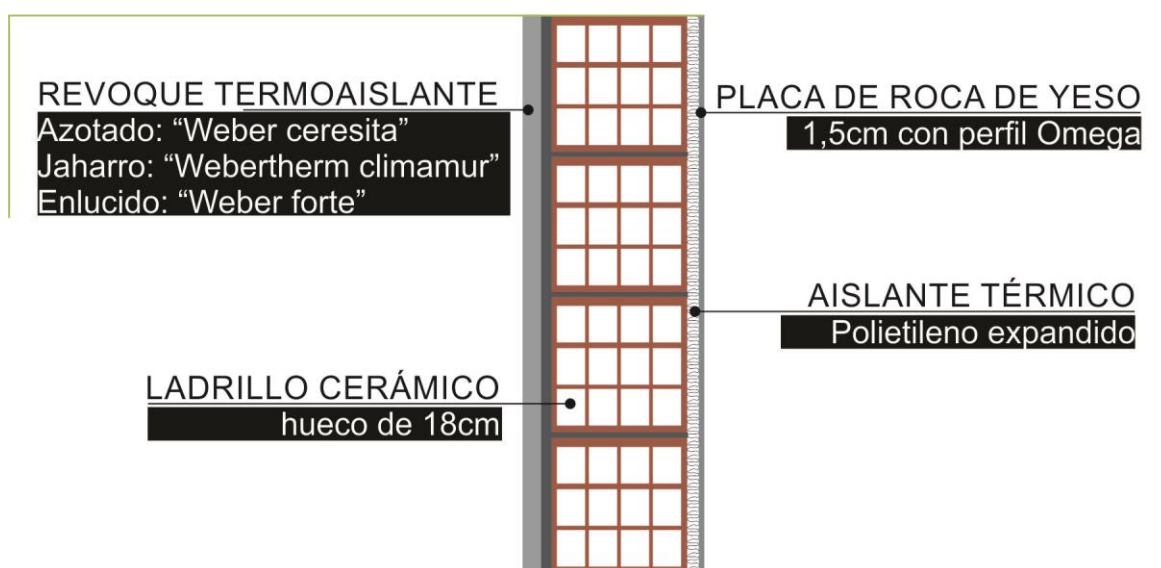 REVOQUE TERMOAISLANTE
Azotado: “Weber ceresita”
Jaharro: “Webertherm climamur”
Enlucido: “Weber forte”
LADRILLO CERÁMICO
hueco de 18cm
PLACA DE ROCA DE YESO
1,5cm con perfil Omega
AISLANTE TÉRMICO
Polietileno expandido